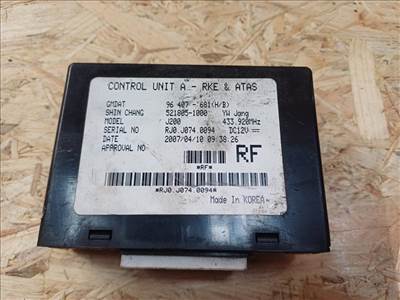 CONTROL UNIT A - RKE & ATAS
GMDAT 96 407 - 681(H/B)
SHIN CHANG 521805-1080 YW Jang
MODEL J200 433.920MHz
SERIAL NO RJ0.J074.0094 DC12V
DATE 2007/04/10 09:38:26
APPROVAL NO
RF
*RF*
*RJ0.J074.0094*
Made In KOREA